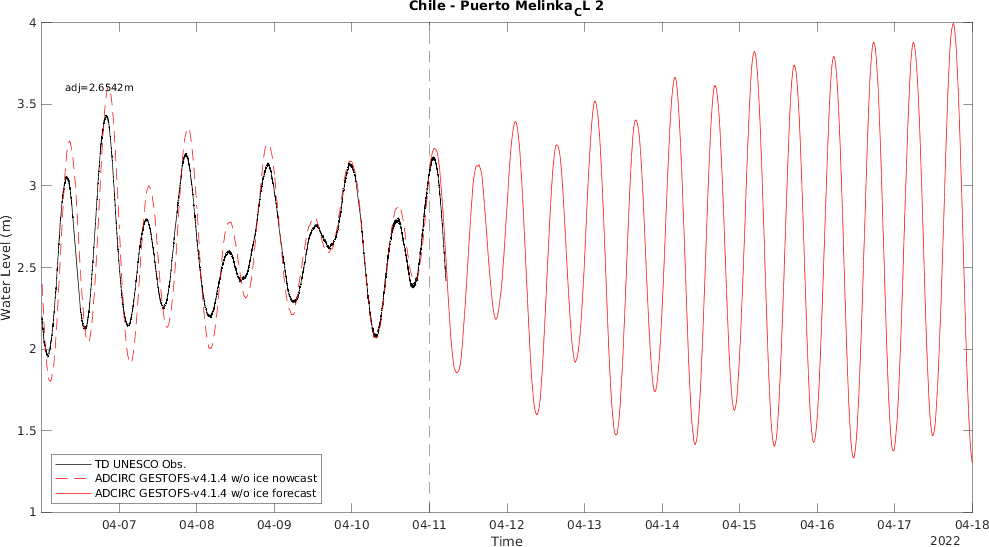 Chile - Puerto Melinka_CL 2
adj=2.6542m
4
3.5
3
2.5
2
1.5
1
Water Level (m)
TD UNESCO Obs.
ADCIRC GESTOFS-v4.1.4 w/o ice nowcast
ADCIRC GESTOFS-v4.1.4 w/o ice forecast
04-07 04-08 04-09 04-10 04-11 04-12 04-13 04-14 04-15 04-16 04-17 04-18
Time
2022